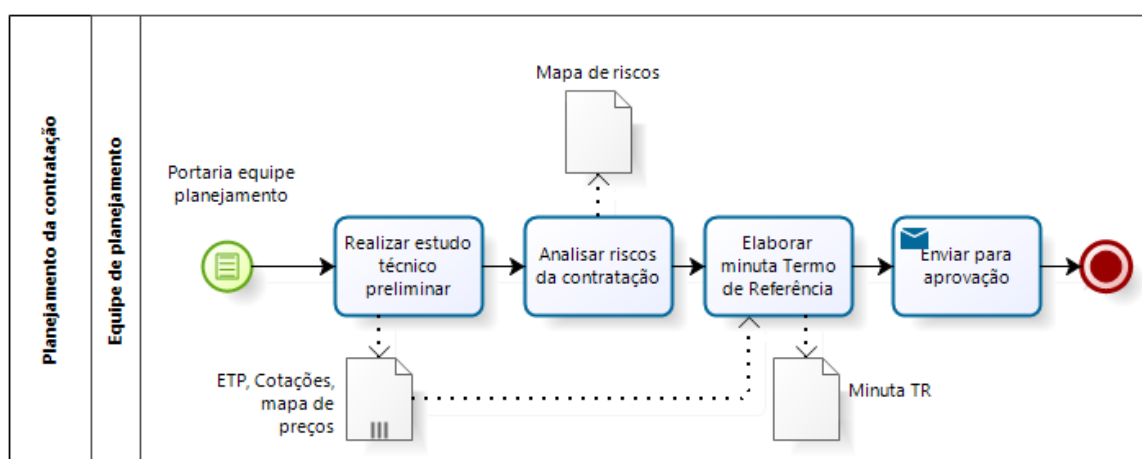 Planejamento da contratação
Equipe de planejamento
Portaria equipe
planejamento
Realizar estudo
técnico
preliminar
Mapa de riscos
Analisar riscos
da contratação
Elaborar
minuta Termo
de Referência
Enviar para
aprovação
ETP, Cotações,
mapa de
preços
Minuta TR